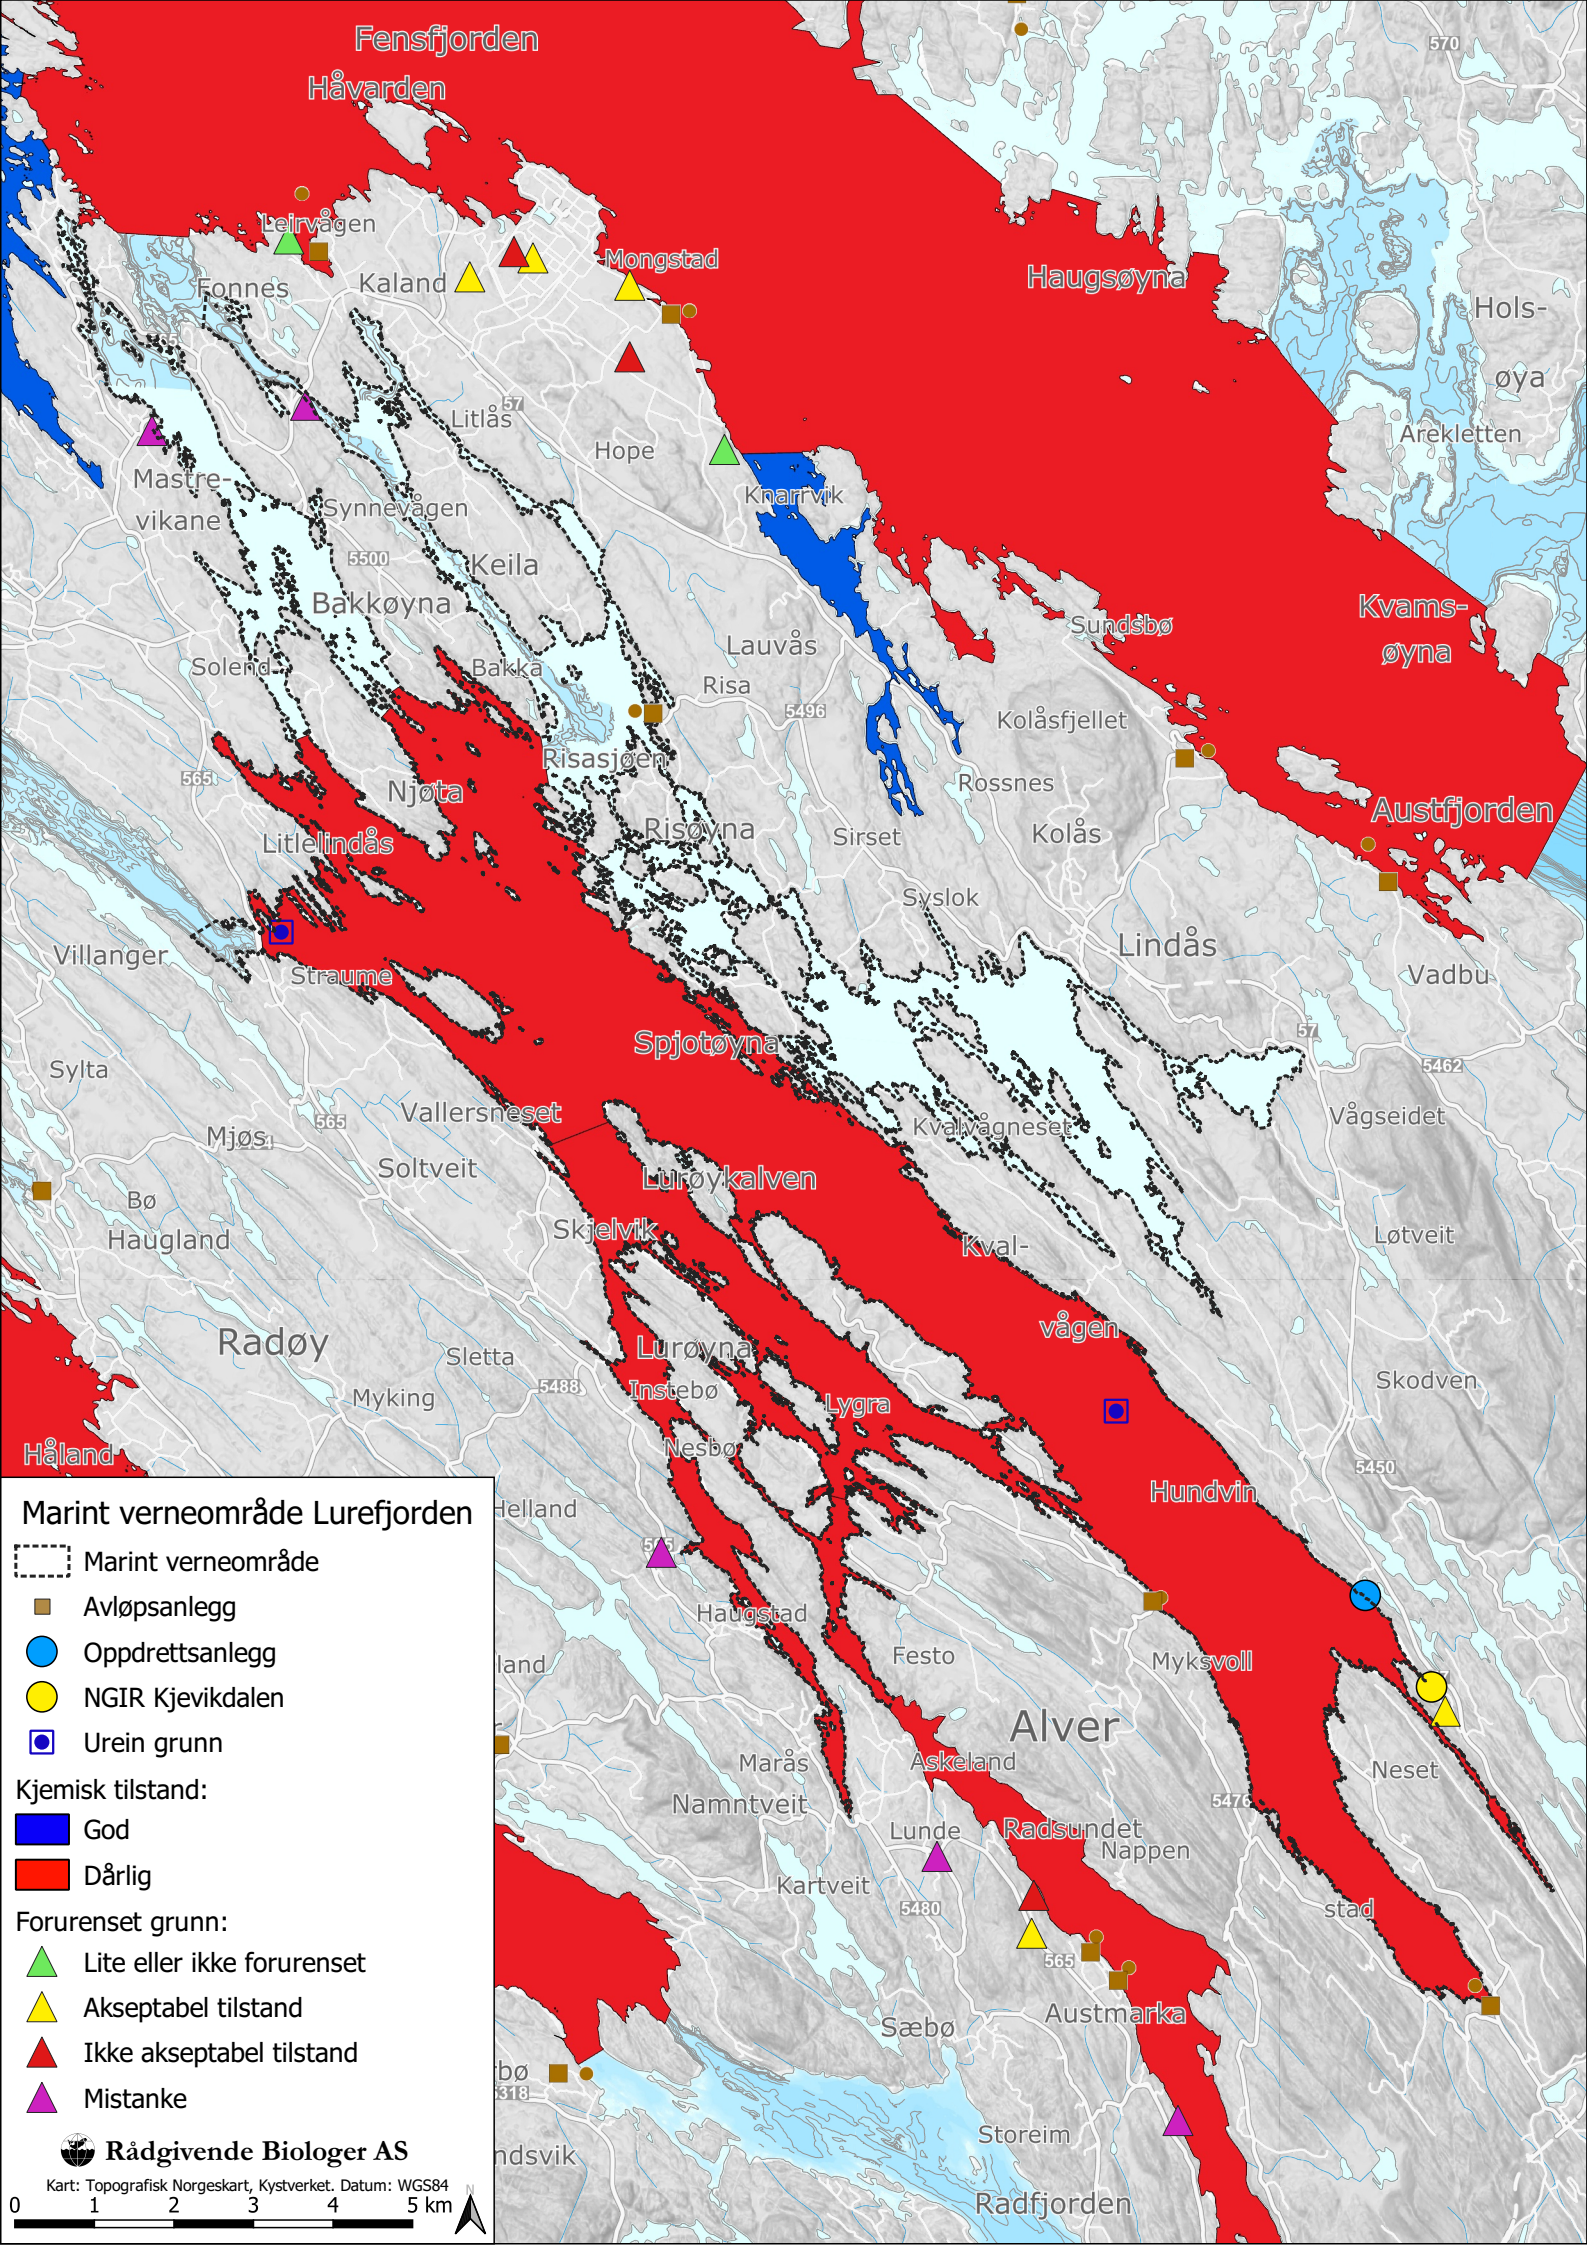 Fensfjorden
570
Håvarden
Leirvågen
Mongstad
Haugsøyna
Fonnes
Kaland
Hols-
øya
57
Litlås
Hope
Arekletten
Mastre-
vikane
Synnevågen
Knarrvik
5500
Keila
Bakkøyna
Kvams-
øyna
Sundsbø
Lauvås
Solend
Bakka
Risa
5496
Kolåsfjellet
565
Risasjøen
Njøta
Rossnes
Austfjorden
Risøyna
Sirset
Kolås
Litlelindås
Syslok
Villanger
Lindås
Straume
Vadbu
57
Spjotøyna
5462
Sylta
Vallersneset
565
Mjøs
Kvalvågneset
Vågseidet
Soltveit
Lurøykalven
Bø
Haugland
Skjelvik
Kval-
Løtveit
vågen
Radøy
Sletta
Lurøyna
5488
Instebø
Myking
Lygra
Skodven
Håland
Nesbø
5450
Hundvin
Helland
Haugstad
Festo
land
Myksvoll
Alver
Marås
Askeland
Neset
Namntveit
5476
Lunde
Radsundet
Nappen
Kartveit
5480
stad
565
Austmarka
Sæbø
bø
318
Storeim
ndsvik
Radfjorden
Marint verneområde Lurefjorden
Marint verneområde
Avløpsanlegg
Oppdrettsanlegg
NGIR Kjevikdalen
Urein grunn
Kjemisk tilstand:
God
Dårlig
Forurenset grunn:
Lite eller ikke forurenset
Akseptabel tilstand
Ikke akseptabel tilstand
Mistanke
Rådgivende Biologer AS
Kart: Topografisk Norgeskart, Kystverket. Datum: WGS84
N
0 1 2 3 4 5 km